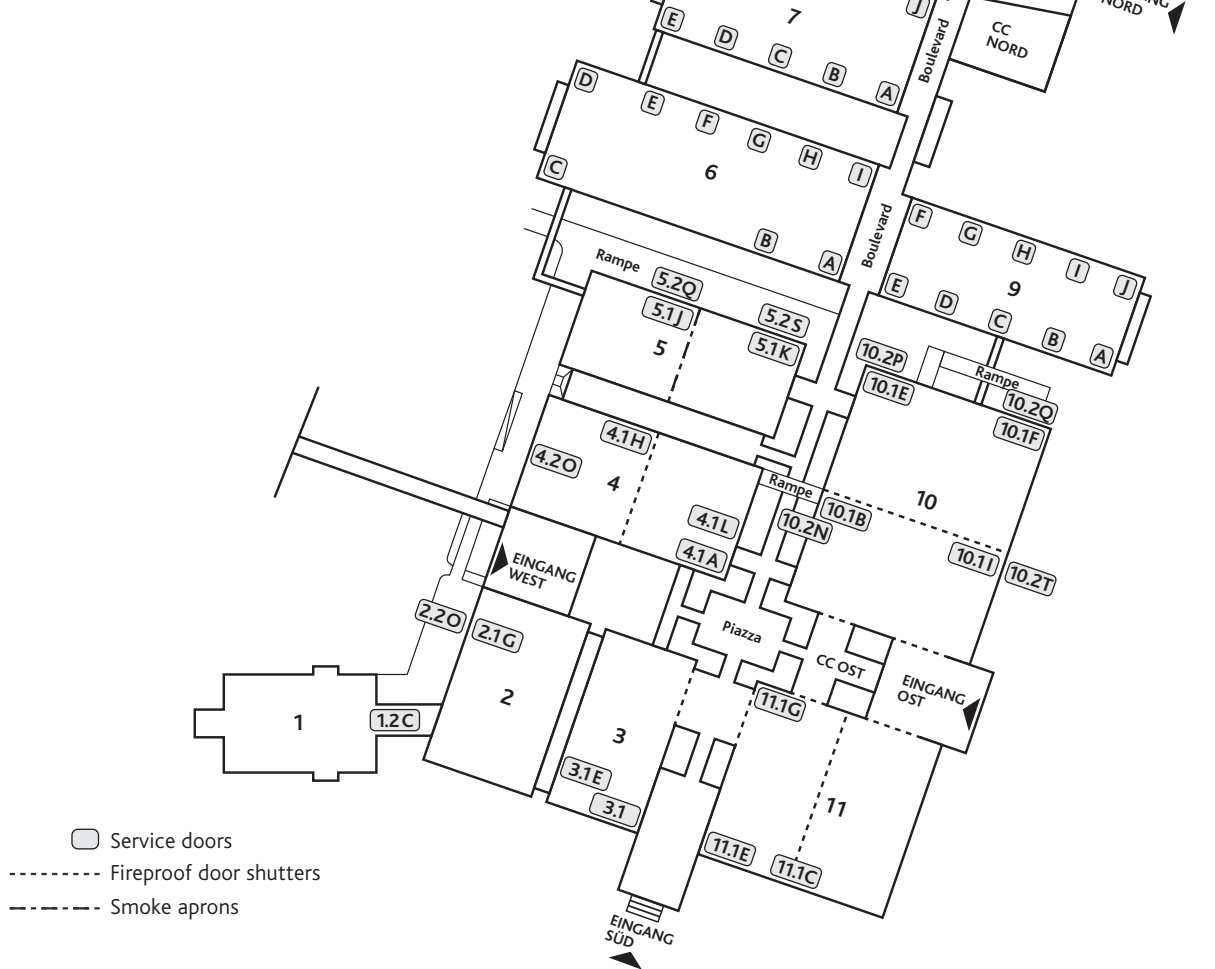 7
J
EINGANG
NORD
E
D
C
B
A
Boulevard
CC
NORD
D
E
F
G
H
I
C
6
B
A
Boulevard
F
G
H
I
J
9
E
D
C
B
A
Rampe
5.2Q
5.1J
5.2S
5.1K
5
10.2P
10.1E
Rampe
10.2Q
10.1F
4.1H
4.2O
4
4.1L
4.1A
Rampe
10.2N
10.1B
10
10.1I
10.2T
EINGANG
WEST
2.2O
2.1G
Piazza
CC OST
EINGANG
OST
1
1.2C
2
3
3.1E
3.1
11.1G
11
11.1E
11.1C
EINGANG
SÜD
Service doors
Fireproof door shutters
Smoke aprons